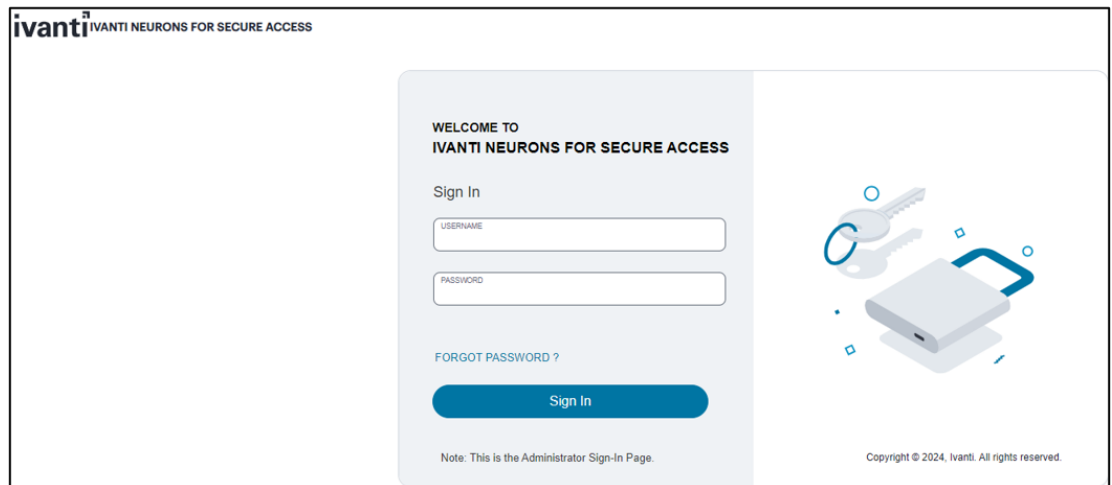 ivanti IVANTI NEURONS FOR SECURE ACCESS
WELCOME TO
IVANTI NEURONS FOR SECURE ACCESS
Sign In
USERNAME
PASSWORD
FORGOT PASSWORD ?
Sign In
Note: This is the Administrator Sign-In Page.
Copyright © 2024, Ivanti. All rights reserved.